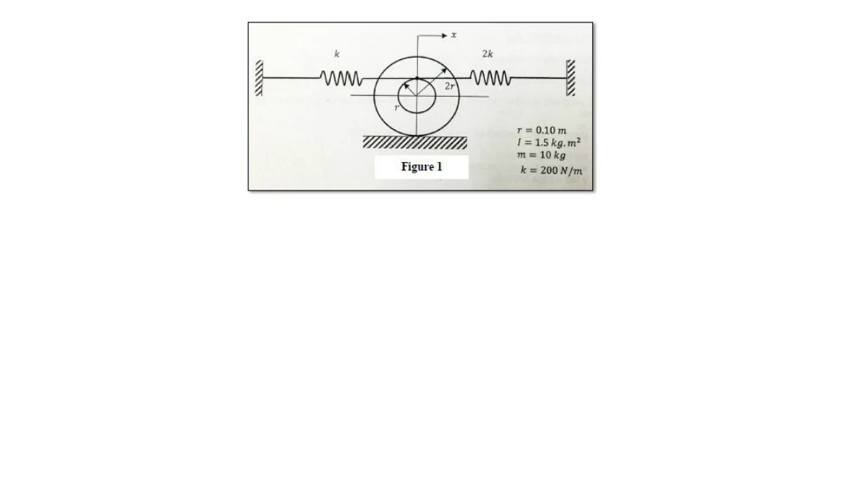 x
k
2k
2r
r
r = 0.10 m
I = 1.5 kg.m²
m = 10 kg
k = 200 N/m
Figure 1